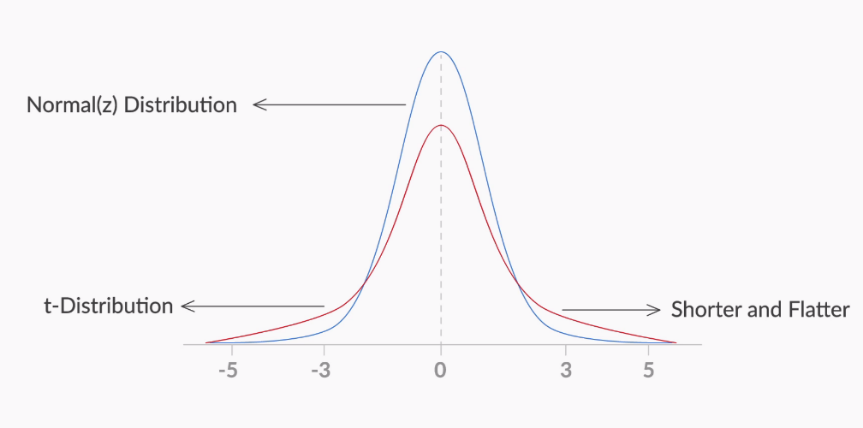 Normal(z) Distribution
t-Distribution
Shorter and Flatter
-5
-3
0
3
5